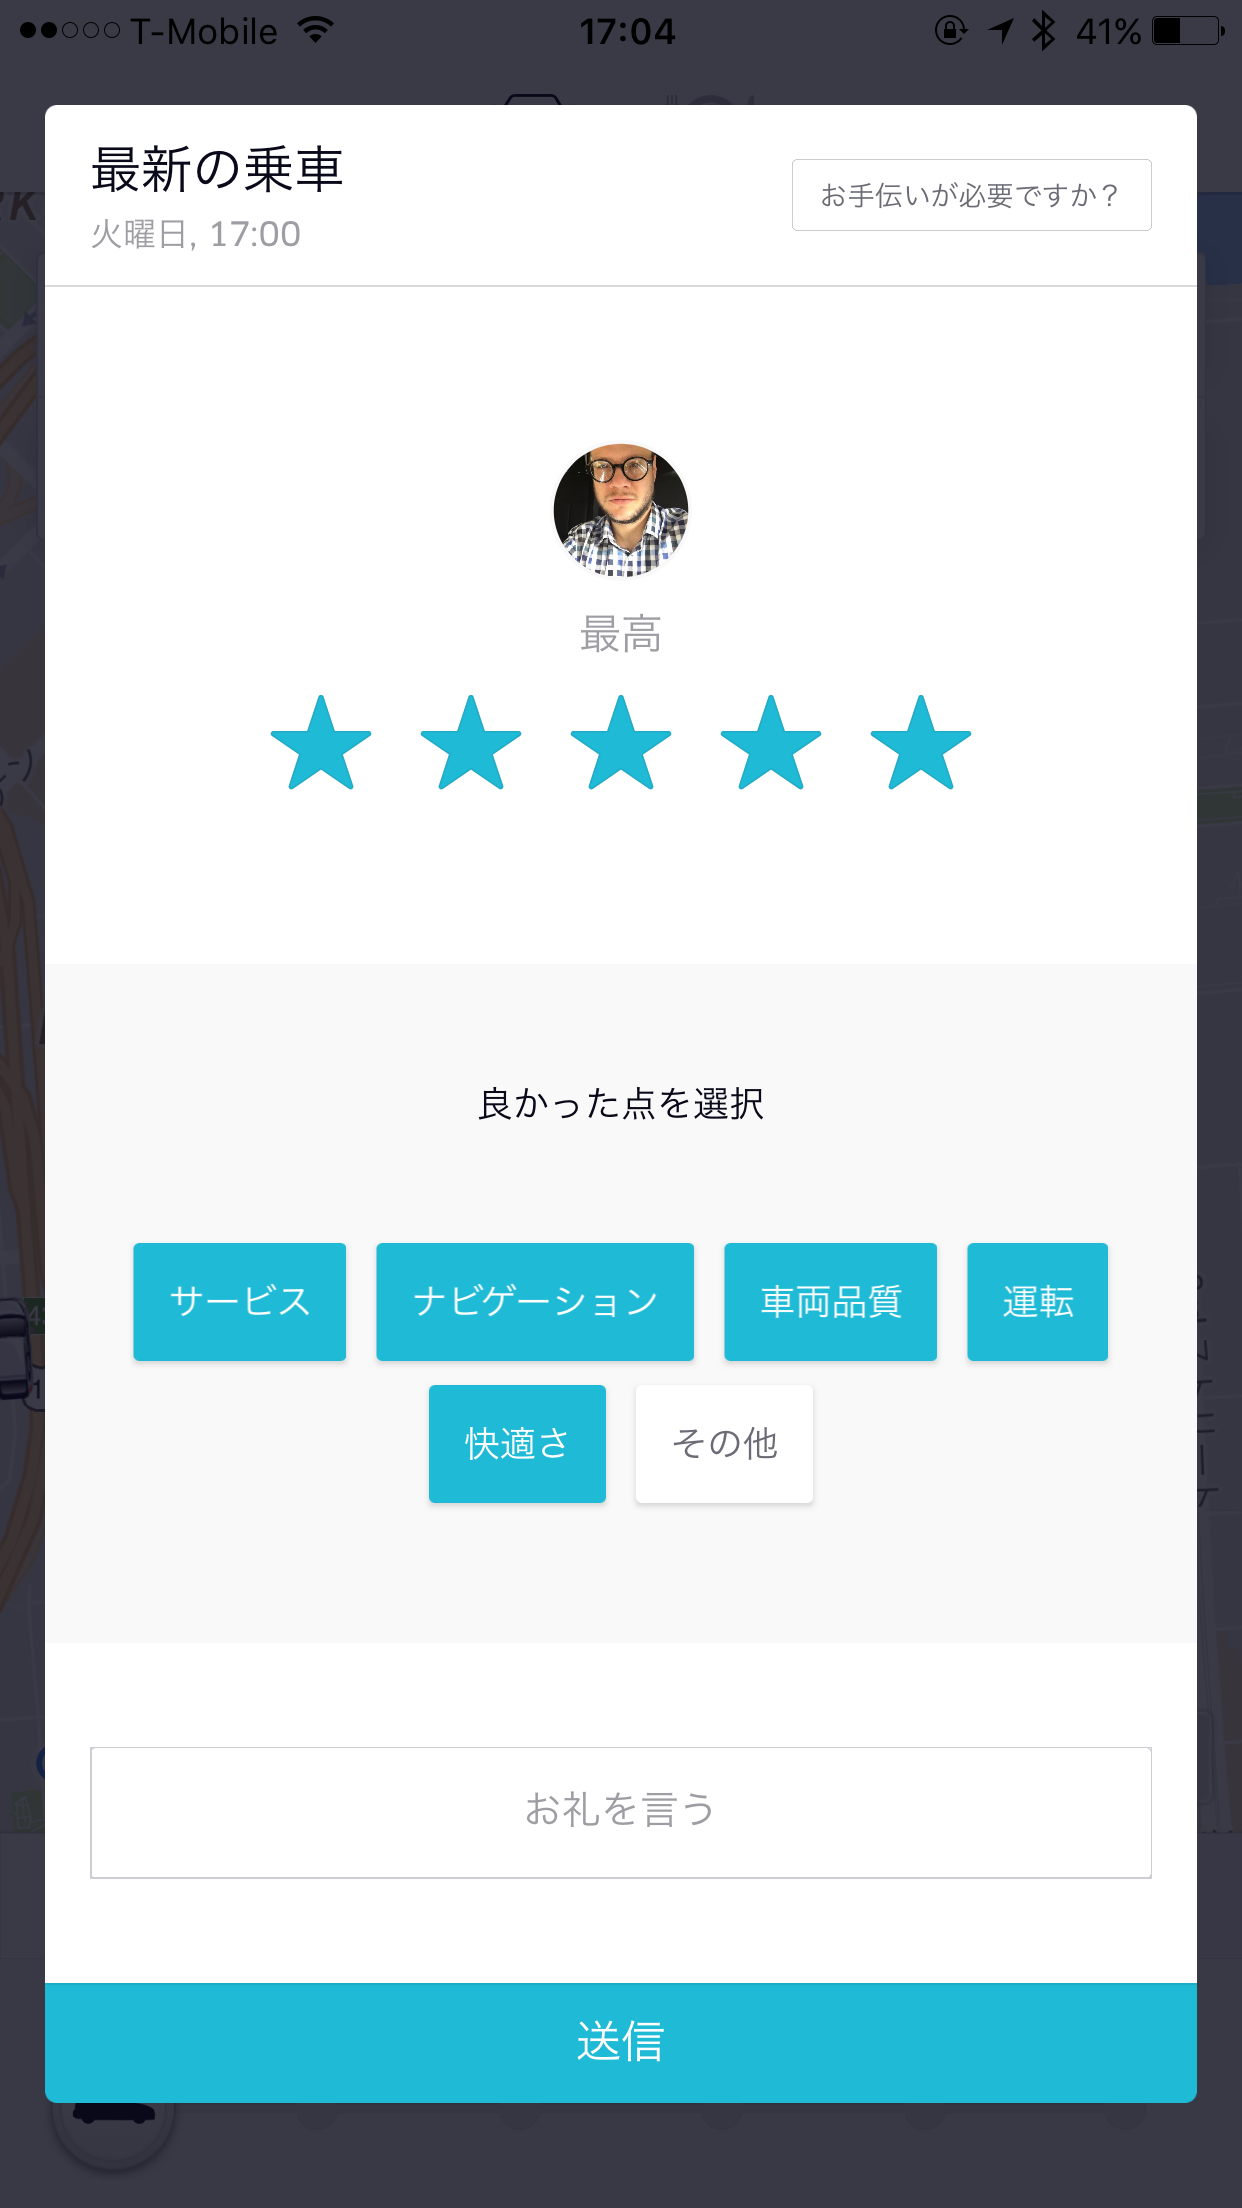 T-Mobile 17:04 41%
最新の乗車
お手伝いが必要ですか？
火曜日, 17:00
最高
良かった点を選択
サービス ナビゲーション 車両品質 運転
快適さ その他
お礼を言う
送信